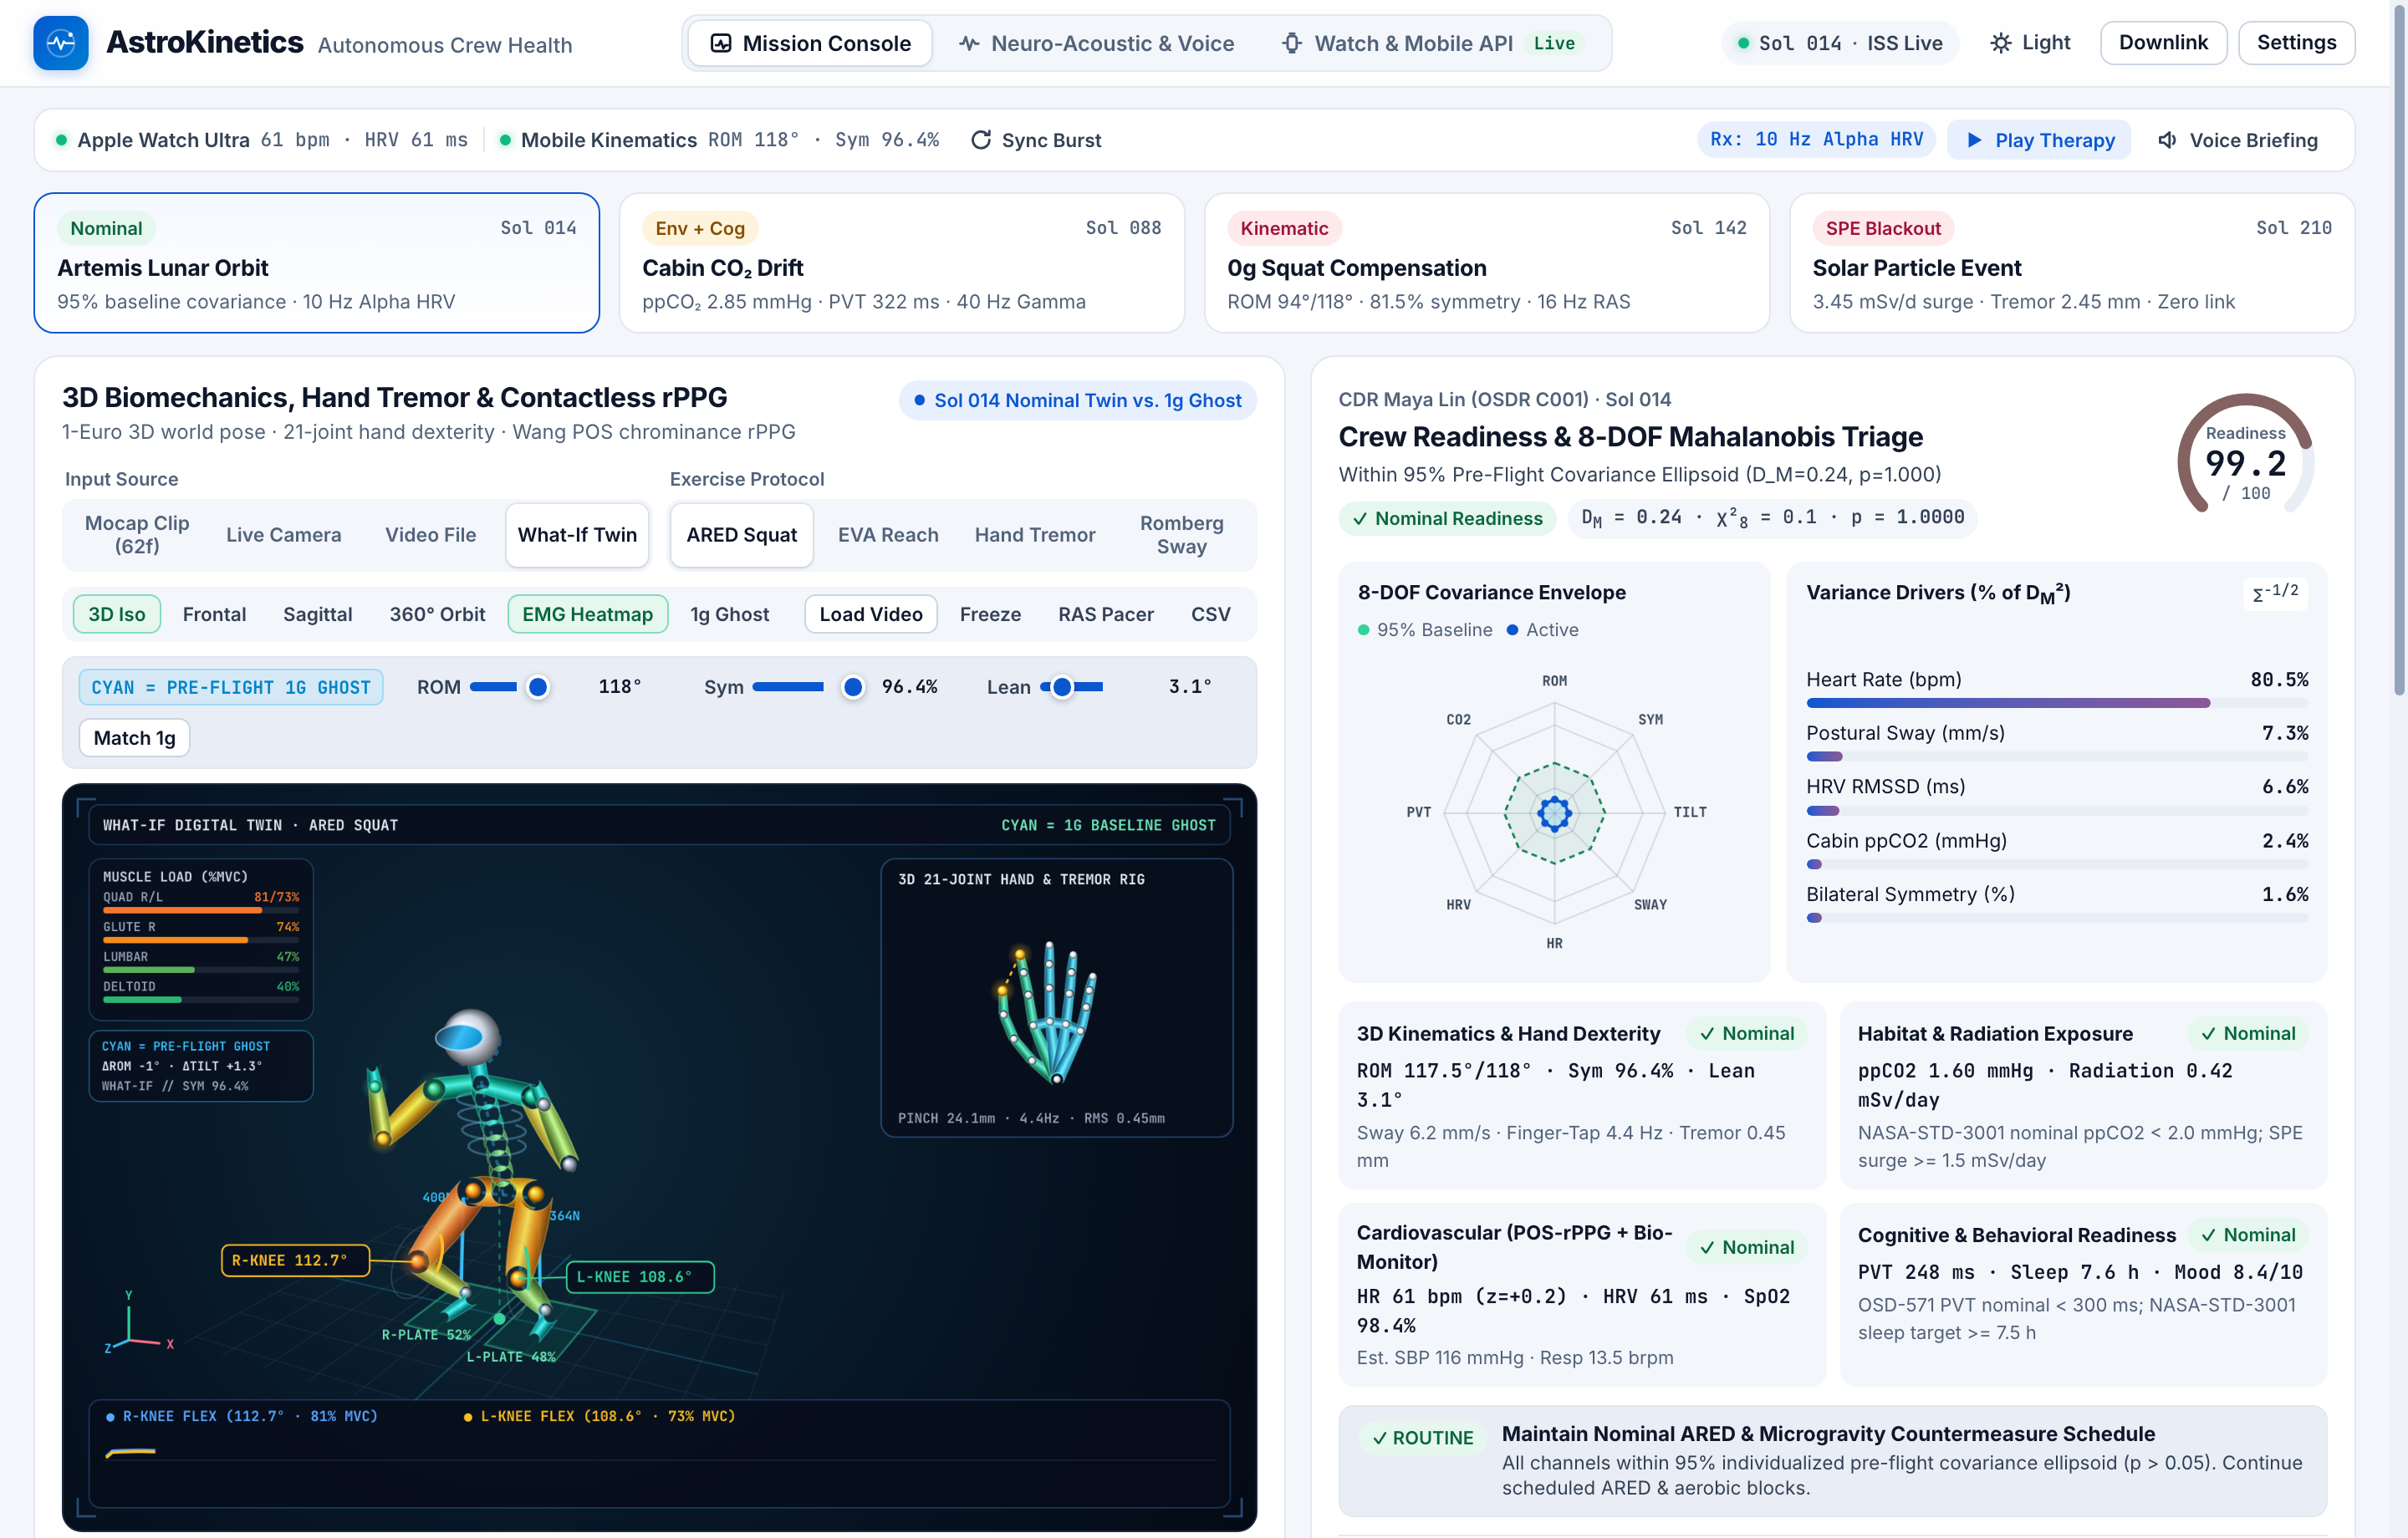 AstroKinetics Autonomous Crew Health
Mission Console
Neuro-Acoustic & Voice
Watch & Mobile API Live
Sol 014 · ISS Live
Light
Downlink
Settings
Apple Watch Ultra 61 bpm · HRV 61 ms
Mobile Kinematics ROM 118° · Sym 96.4%
Sync Burst
Rx: 10 Hz Alpha HRV
Play Therapy
Voice Briefing
Nominal Sol 014
Artemis Lunar Orbit
95% baseline covariance · 10 Hz Alpha HRV
Env + Cog Sol 088
Cabin CO₂ Drift
ppCO₂ 2.85 mmHg · PVT 322 ms · 40 Hz Gamma
Kinematic Sol 142
0g Squat Compensation
ROM 94°/118° · 81.5% symmetry · 16 Hz RAS
SPE Blackout Sol 210
Solar Particle Event
3.45 mSv/d surge · Tremor 2.45 mm · Zero link
3D Biomechanics, Hand Tremor & Contactless rPPG
1-Euro 3D world pose · 21-joint hand dexterity · Wang POS chrominance rPPG
Sol 014 Nominal Twin vs. 1g Ghost
Input Source
Mocap Clip
(62f)
Live Camera
Video File
What-If Twin
Exercise Protocol
ARED Squat
EVA Reach
Hand Tremor
Romberg
Sway
3D Iso
Frontal
Sagittal
360° Orbit
EMG Heatmap
1g Ghost
Load Video
Freeze
RAS Pacer
CSV
CYAN = PRE-FLIGHT 1G GHOST
ROM 118°
Sym 96.4%
Lean 3.1°
Match 1g
WHAT-IF DIGITAL TWIN · ARED SQUAT
CYAN = 1G BASELINE GHOST
MUSCLE LOAD (%MVC)
QUAD R/L 81/73%
GLUTE R 74%
LUMBAR 47%
DELTOID 40%
CYAN = PRE-FLIGHT GHOST
ΔROM -1° · ΔTILT +1.3°
WHAT-IF // SYM 96.4%
3D 21-JOINT HAND & TREMOR RIG
PINCH 24.1mm · 4.4Hz · RMS 0.45mm
364N
R-KNEE 112.7°
L-KNEE 108.6°
R-PLATE 52%
L-PLATE 48%
Y
X
Z
R-KNEE FLEX (112.7° · 81% MVC)
L-KNEE FLEX (108.6° · 73% MVC)
CDR Maya Lin (OSDR C001) · Sol 014
Crew Readiness & 8-DOF Mahalanobis Triage
Within 95% Pre-Flight Covariance Ellipsoid (D_M=0.24, p=1.000)
✓ Nominal Readiness
D_M = 0.24 · χ²₈ = 0.1 · p = 1.0000
Readiness
99.2
/ 100
8-DOF Covariance Envelope
95% Baseline
Active
ROM
SYM
TILT
SWAY
HR
HRV
PVT
CO2
Variance Drivers (% of D_M²)
Σ^-1/2
Heart Rate (bpm) 80.5%
Postural Sway (mm/s) 7.3%
HRV RMSSD (ms) 6.6%
Cabin ppCO2 (mmHg) 2.4%
Bilateral Symmetry (%) 1.6%
3D Kinematics & Hand Dexterity
✓ Nominal
ROM 117.5°/118° · Sym 96.4% · Lean
3.1°
Sway 6.2 mm/s · Finger-Tap 4.4 Hz · Tremor 0.45
mm
Habitat & Radiation Exposure
✓ Nominal
ppCO2 1.60 mmHg · Radiation 0.42
mSv/day
NASA-STD-3001 nominal ppCO2 < 2.0 mmHg; SPE
surge >= 1.5 mSv/day
Cardiovascular (POS-rPPG + Bio-
Monitor)
✓ Nominal
HR 61 bpm (z=+0.2) · HRV 61 ms · SpO2
98.4%
Est. SBP 116 mmHg · Resp 13.5 brpm
Cognitive & Behavioral Readiness
✓ Nominal
PVT 248 ms · Sleep 7.6 h · Mood 8.4/10
OSD-571 PVT nominal < 300 ms; NASA-STD-3001
sleep target >= 7.5 h
✓ ROUTINE
Maintain Nominal ARED & Microgravity Countermeasure Schedule
All channels within 95% individualized pre-flight covariance ellipsoid (p > 0.05). Continue
scheduled ARED & aerobic blocks.